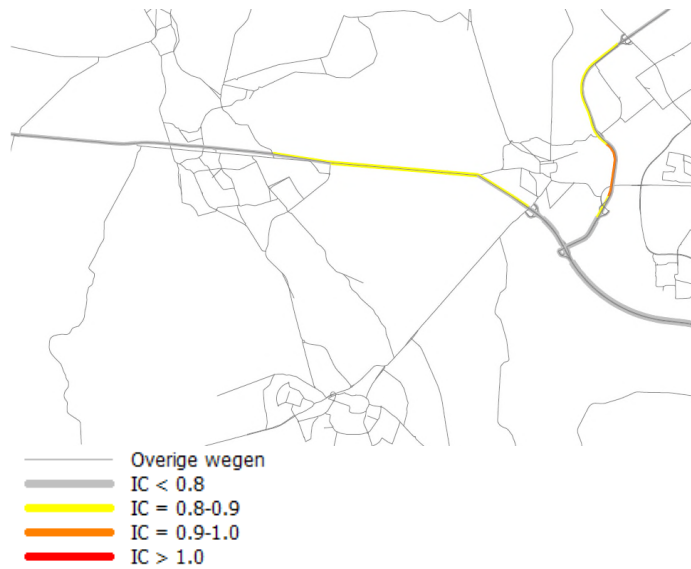 Overige wegen
IC < 0.8
IC = 0.8-0.9
IC = 0.9-1.0
IC > 1.0